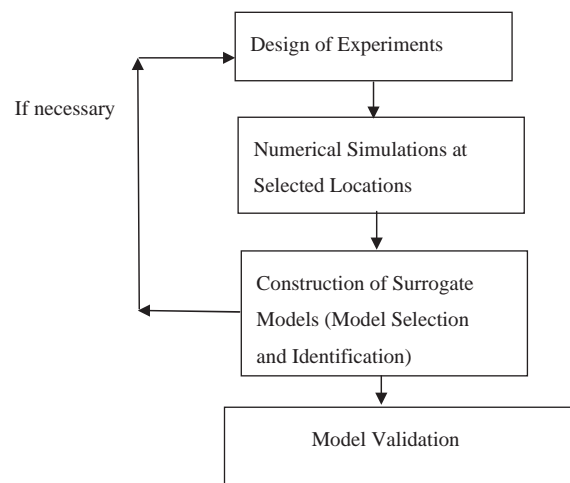 Design of Experiments
If necessary
Numerical Simulations at
Selected Locations
Construction of Surrogate
Models (Model Selection
and Identification)
Model Validation